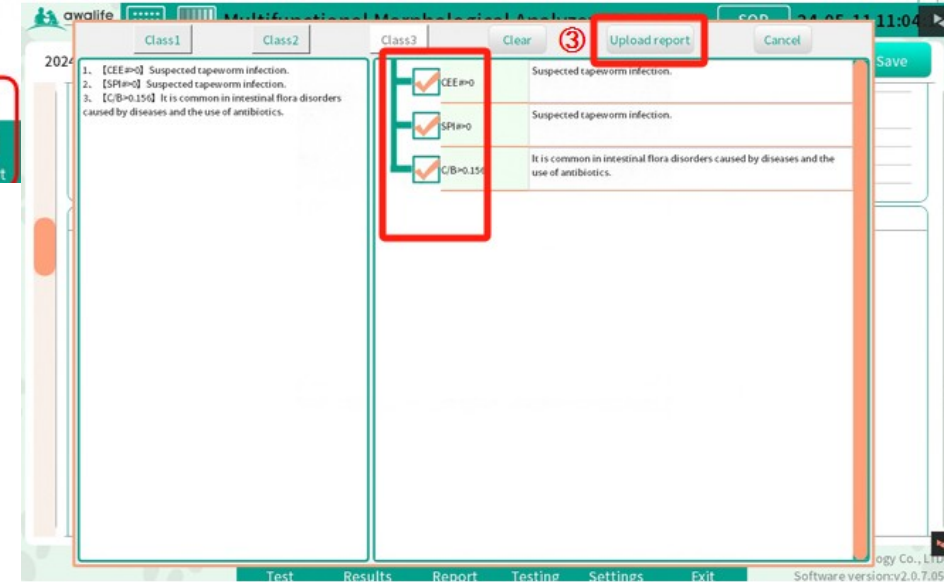 awalife
Multifunctional Morphological Analyzer
SOP
24-05-11 11:04
Class1
Class2
Class3
Clear
③
Upload report
Cancel
2024
Save
1、【CEE#>0】Suspected tapeworm infection.
2、【SPI#>0】Suspected tapeworm infection.
3、【C/B>0.156】It is common in intestinal flora disorders
caused by diseases and the use of antibiotics.
CEE#>0
Suspected tapeworm infection.
SPI#>0
Suspected tapeworm infection.
C/B>0.156
It is common in intestinal flora disorders caused by diseases and the
use of antibiotics.
t
ogy Co., LTD
Test
Results
Report
Testing
Settings
Exit
Software version:v2.0.7.05